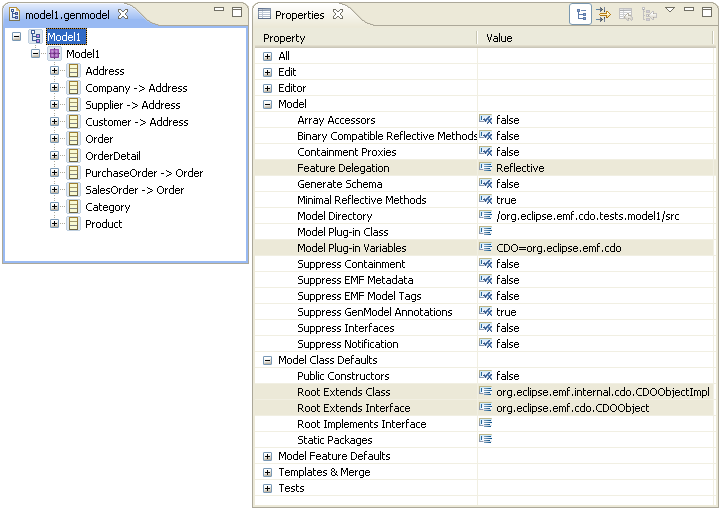 model1.genmodel
Model1
Model1
Address
Company -> Address
Supplier -> Address
Customer -> Address
Order
OrderDetail
PurchaseOrder -> Order
SalesOrder -> Order
Category
Product
Properties
Property Value
All
Edit
Editor
Model
Array Accessors false
Binary Compatible Reflective Methods false
Containment Proxies false
Feature Delegation Reflective
Generate Schema false
Minimal Reflective Methods true
Model Directory /org.eclipse.emf.cdo.tests.model1/src
Model Plug-in Class
Model Plug-in Variables CDO=org.eclipse.emf.cdo
Suppress Containment false
Suppress EMF Metadata false
Suppress EMF Model Tags false
Suppress GenModel Annotations true
Suppress Interfaces false
Suppress Notification false
Model Class Defaults
Public Constructors false
Root Extends Class org.eclipse.emf.internal.cdo.CDOObjectImpl
Root Extends Interface org.eclipse.emf.cdo.CDOObject
Root Implements Interface
Static Packages
Model Feature Defaults
Templates & Merge
Tests